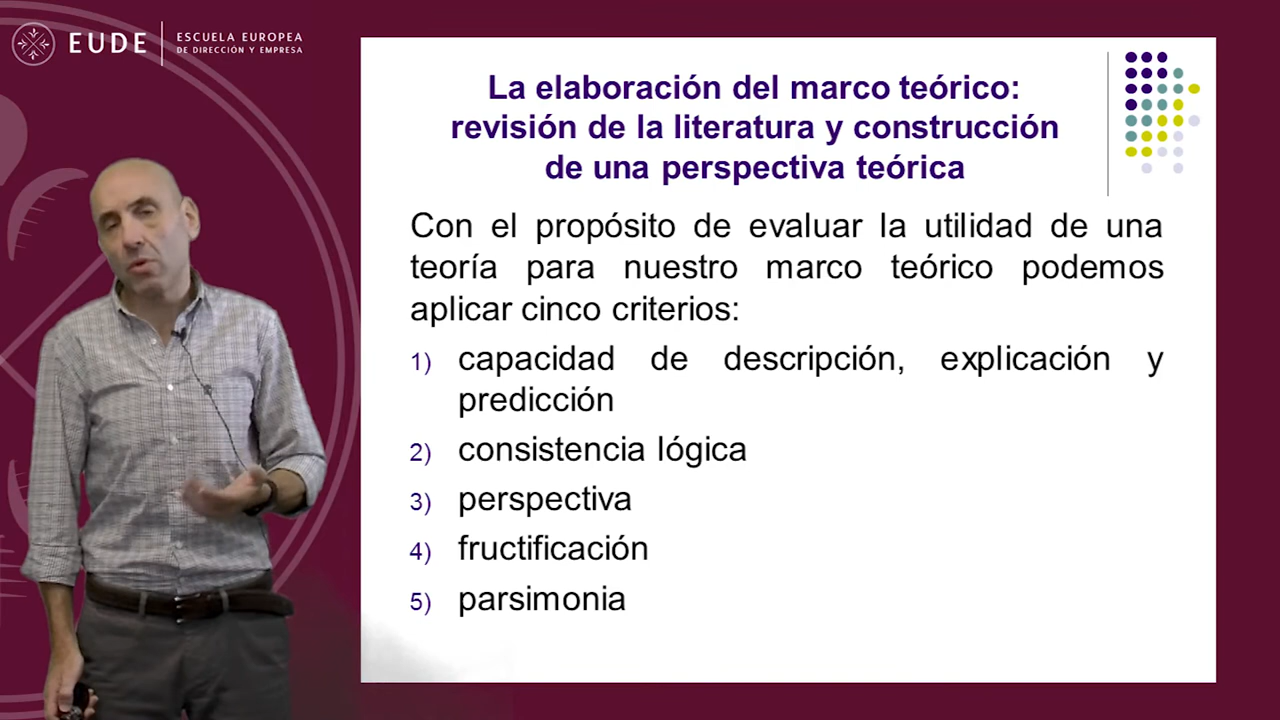 EUDE
ESCUELA EUROPEA
DE DIRECCIÓN Y EMPRESA
La elaboración del marco teórico:
revisión de la literatura y construcción
de una perspectiva teórica
Con el propósito de evaluar la utilidad de una
teoría para nuestro marco teórico podemos
aplicar cinco criterios:
1) capacidad de descripción, explicación y
predicción
2) consistencia lógica
3) perspectiva
4) fructificación
5) parsimonia